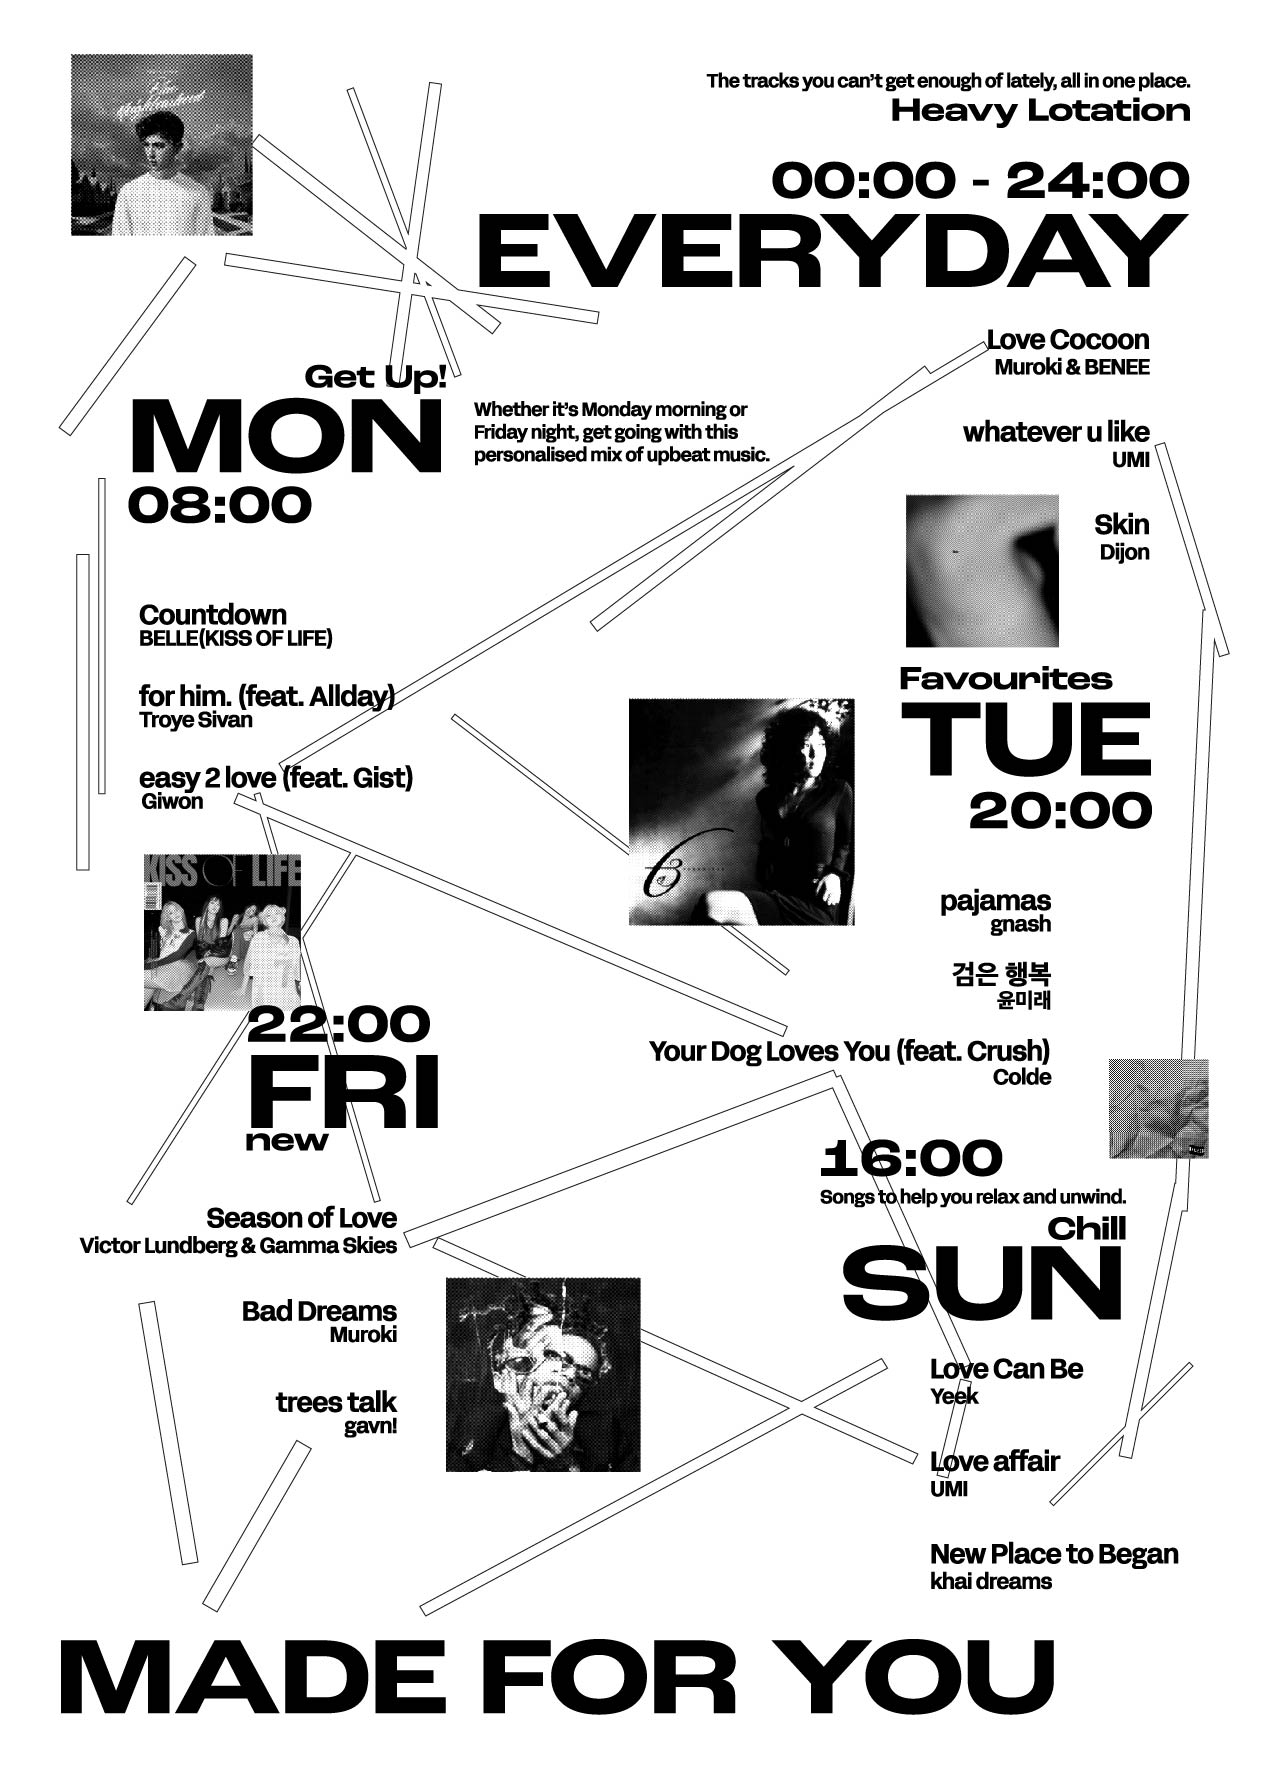 The tracks you can't get enough of lately, all in one place.
Heavy Lotation
00:00 - 24:00
EVERYDAY
Love Cocoon
Muroki & BENEE
whatever u like
UMI
Skin
Dijon
Get Up!
MON
08:00
Whether it's Monday morning or
Friday night, get going with this
personalised mix of upbeat music.
Countdown
BELLE(KISS OF LIFE)
for him. (feat. Allday)
Troye Sivan
easy 2 love (feat. Gist)
Giwon
Favourites
TUE
20:00
pajamas
gnash
검은 행복
윤미래
Your Dog Loves You (feat. Crush)
Colde
KISS OF LIFE
22:00
FRI
new
Season of Love
Victor Lundberg & Gamma Skies
Bad Dreams
Muroki
trees talk
gavn!
16:00
Songs to help you relax and unwind.
Chill
SUN
Love Can Be
Yeek
Love affair
UMI
New Place to Began
khai dreams
MADE FOR YOU